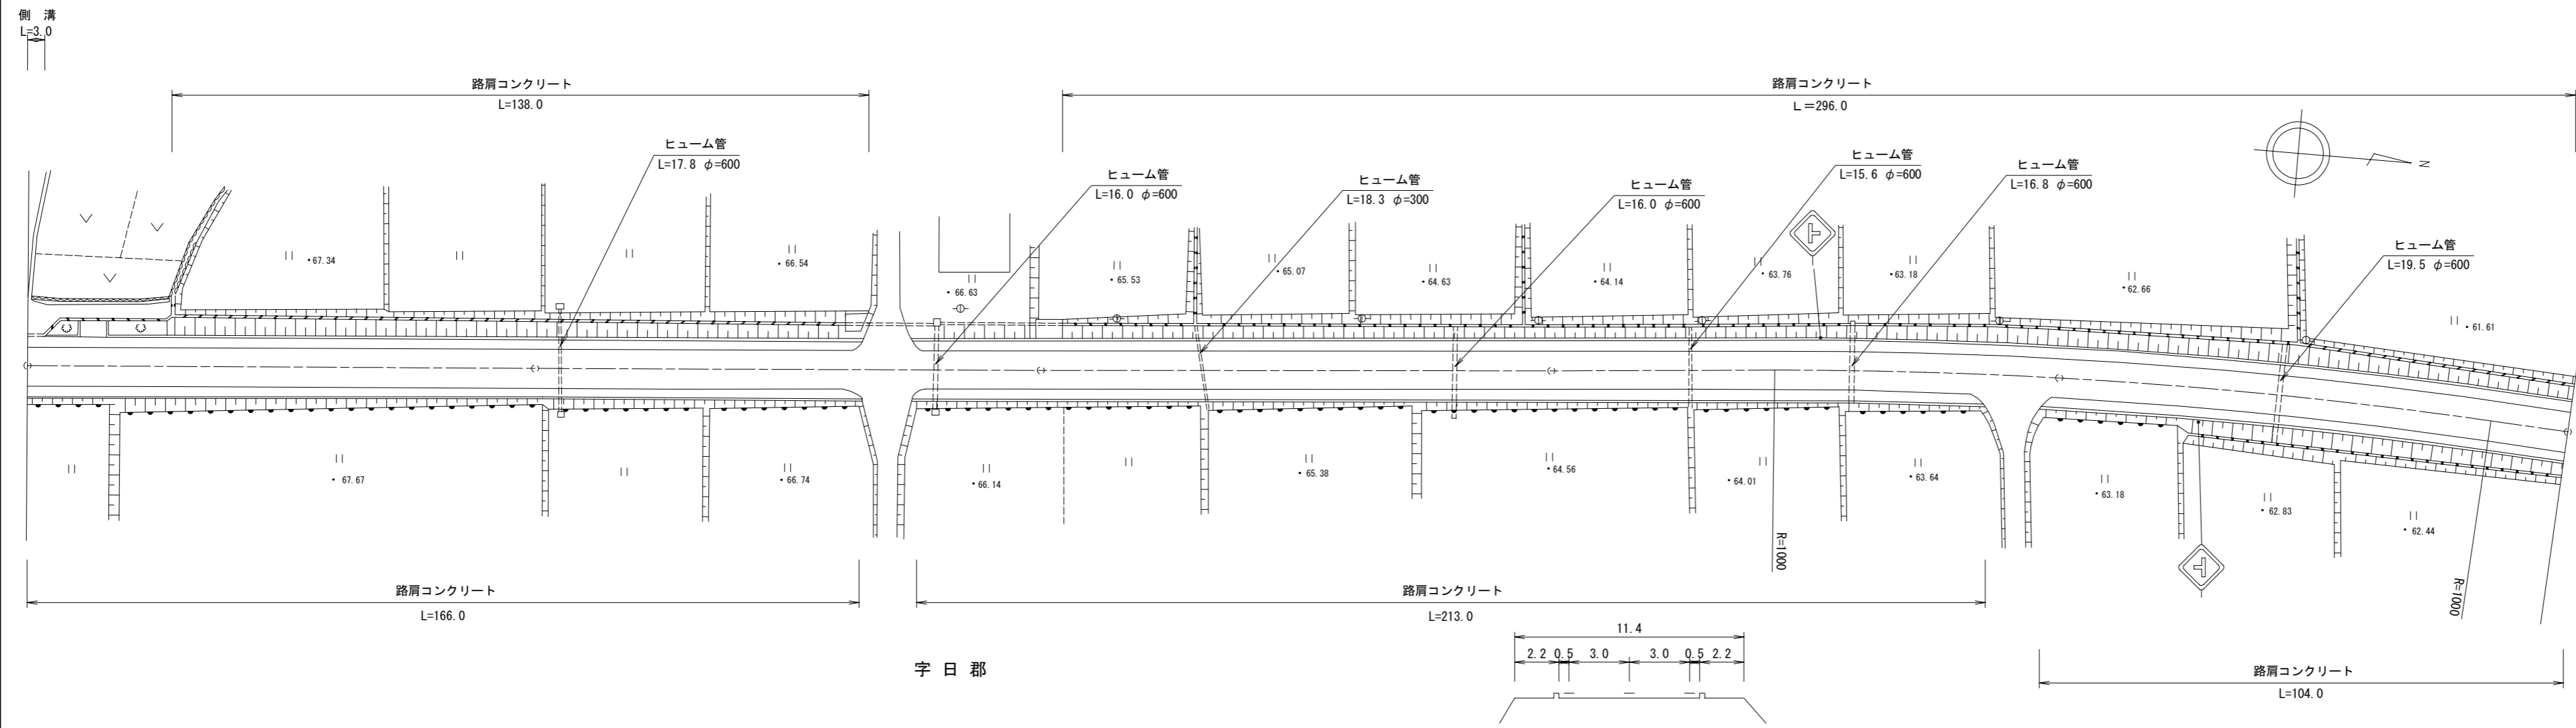 側 溝
L=3.0
路肩コンクリート
L=138.0
路肩コンクリート
L=296.0
ヒューム管
L=17.8 φ=600
ヒューム管
L=16.0 φ=600
ヒューム管
L=18.3 φ=300
ヒューム管
L=16.0 φ=600
ヒューム管
L=15.6 φ=600
ヒューム管
L=16.8 φ=600
N
ヒューム管
L=19.5 φ=600
67.34
66.54
66.63
65.53
65.07
64.63
64.14
63.76
63.18
62.66
61.61
67.67
66.74
66.14
65.38
64.56
64.01
63.64
63.18
62.83
62.44
R=1000
R=1000
路肩コンクリート
L=166.0
路肩コンクリート
L=213.0
字 日 郡
11.4
2.2 0.5 3.0 3.0 0.5 2.2
路肩コンクリート
L=104.0